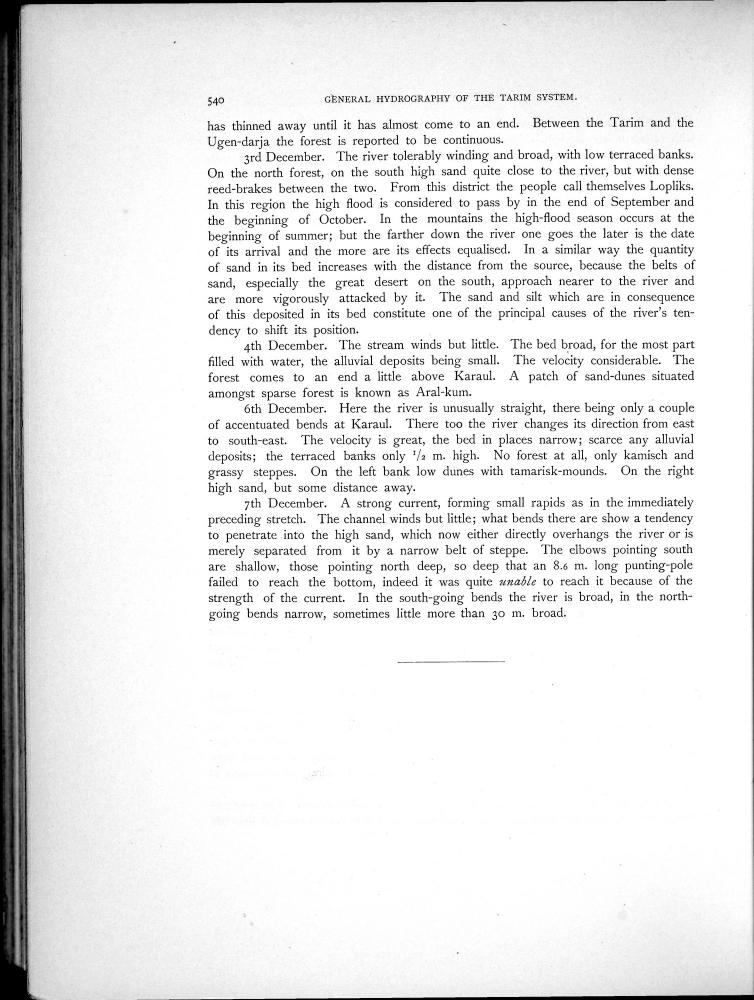 540 GENERAL HYDROGRAPHY OF THE TARIM SYSTEM.
has thinned away until it has almost come to an end. Between the Tarim and the
Ugen-darja the forest is reported to be continuous.
3rd December. The river tolerably winding and broad, with low terraced banks.
On the north forest, on the south high sand quite close to the river, but with dense
reed-brakes between the two. From this district the people call themselves Lopliks.
In this region the high flood is considered to pass by in the end of September and
the beginning of October. In the mountains the high-flood season occurs at the
beginning of summer; but the farther down the river one goes the later is the date
of its arrival and the more are its effects equalised. In a similar way the quantity
of sand in its bed increases with the distance from the source, because the belts of
sand, especially the great desert on the south, approach nearer to the river and
are more vigorously attacked by it. The sand and silt which are in consequence
of this deposited in its bed constitute one of the principal causes of the river's ten-
dency to shift its position.
4th December. The stream winds but little. The bed broad, for the most part
filled with water, the alluvial deposits being small. The velocity considerable. The
forest comes to an end a little above Karaul. A patch of sand-dunes situated
amongst sparse forest is known as Aral-kum.
6th December. Here the river is unusually straight, there being only a couple
of accentuated bends at Karaul. There too the river changes its direction from east
to south-east. The velocity is great, the bed in places narrow; scarce any alluvial
deposits; the terraced banks only 1/2 m. high. No forest at all, only kamisch and
grassy steppes. On the left bank low dunes with tamarisk-mounds. On the right
high sand, but some distance away.
7th December. A strong current, forming small rapids as in the immediately
preceding stretch. The channel winds but little; what bends there are show a tendency
to penetrate into the high sand, which now either directly overhangs the river or is
merely separated from it by a narrow belt of steppe. The elbows pointing south
are shallow, those pointing north deep, so deep that an 8.6 m. long punting-pole
failed to reach the bottom, indeed it was quite unable to reach it because of the
strength of the current. In the south-going bends the river is broad, in the north-
going bends narrow, sometimes little more than 30 m. broad.